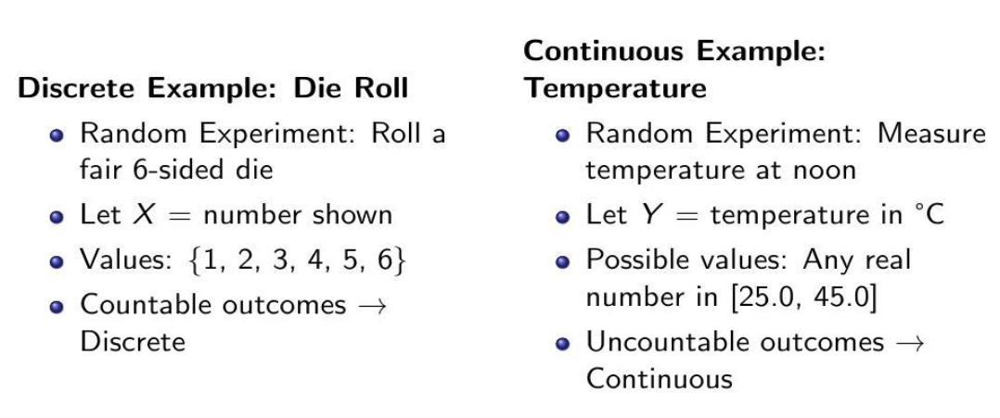 Discrete Example: Die Roll
• Random Experiment: Roll a
fair 6-sided die
• Let X = number shown
• Values: {1, 2, 3, 4, 5, 6}
• Countable outcomes →
Discrete
Continuous Example:
Temperature
• Random Experiment: Measure
temperature at noon
• Let Y = temperature in °C
• Possible values: Any real
number in [25.0, 45.0]
• Uncountable outcomes →
Continuous